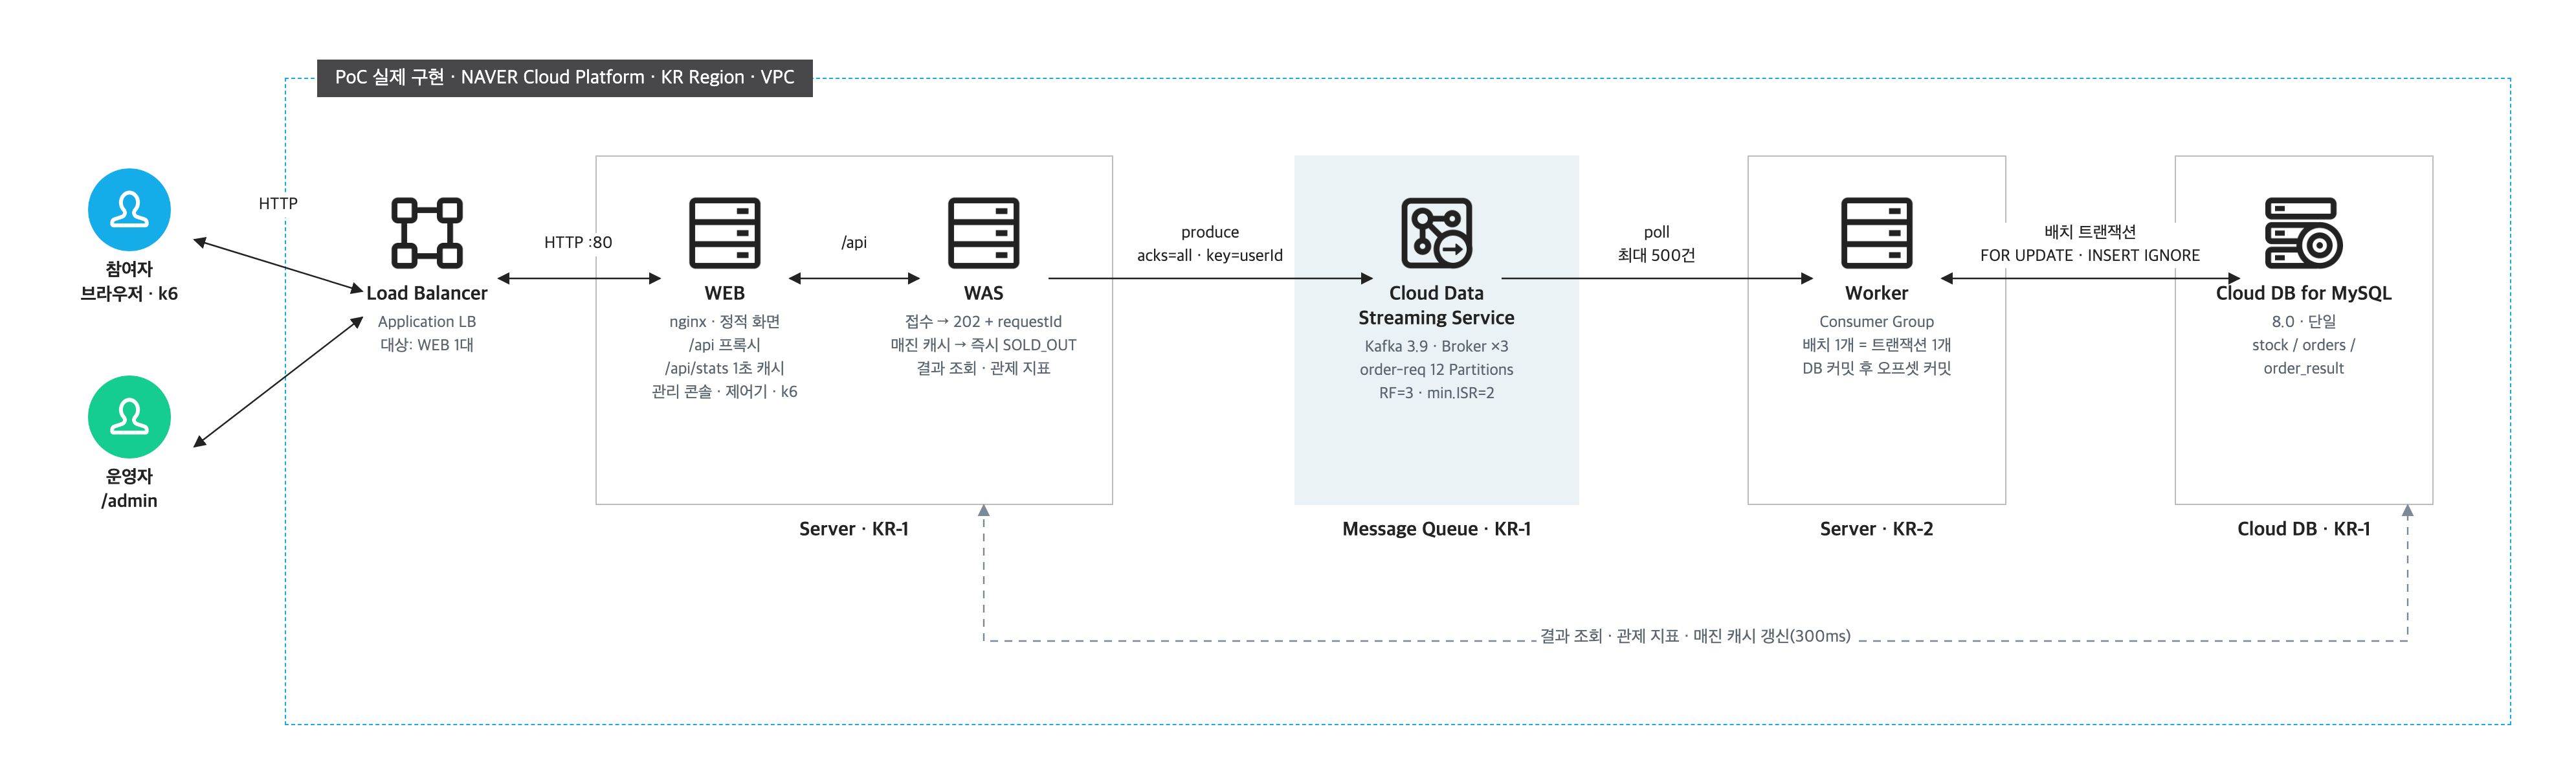 PoC 실제 구현 · NAVER Cloud Platform · KR Region · VPC
참여자
브라우저 · k6
운영자
/admin
HTTP
Load Balancer
Application LB
대상: WEB 1대
HTTP :80
WEB
nginx · 정적 화면
/api 프록시
/api/stats 1초 캐시
관리 콘솔 · 제어기 · k6
/api
WAS
접수 → 202 + requestId
매진 캐시 → 즉시 SOLD_OUT
결과 조회 · 관제 지표
Server · KR-1
produce
acks=all · key=userId
Cloud Data
Streaming Service
Kafka 3.9 · Broker ×3
order-req 12 Partitions
RF=3 · min.ISR=2
Message Queue · KR-1
poll
최대 500건
Worker
Consumer Group
배치 1개 = 트랜잭션 1개
DB 커밋 후 오프셋 커밋
Server · KR-2
배치 트랜잭션
FOR UPDATE · INSERT IGNORE
Cloud DB for MySQL
8.0 · 단일
stock / orders /
order_result
Cloud DB · KR-1
결과 조회 · 관제 지표 · 매진 캐시 갱신(300ms)